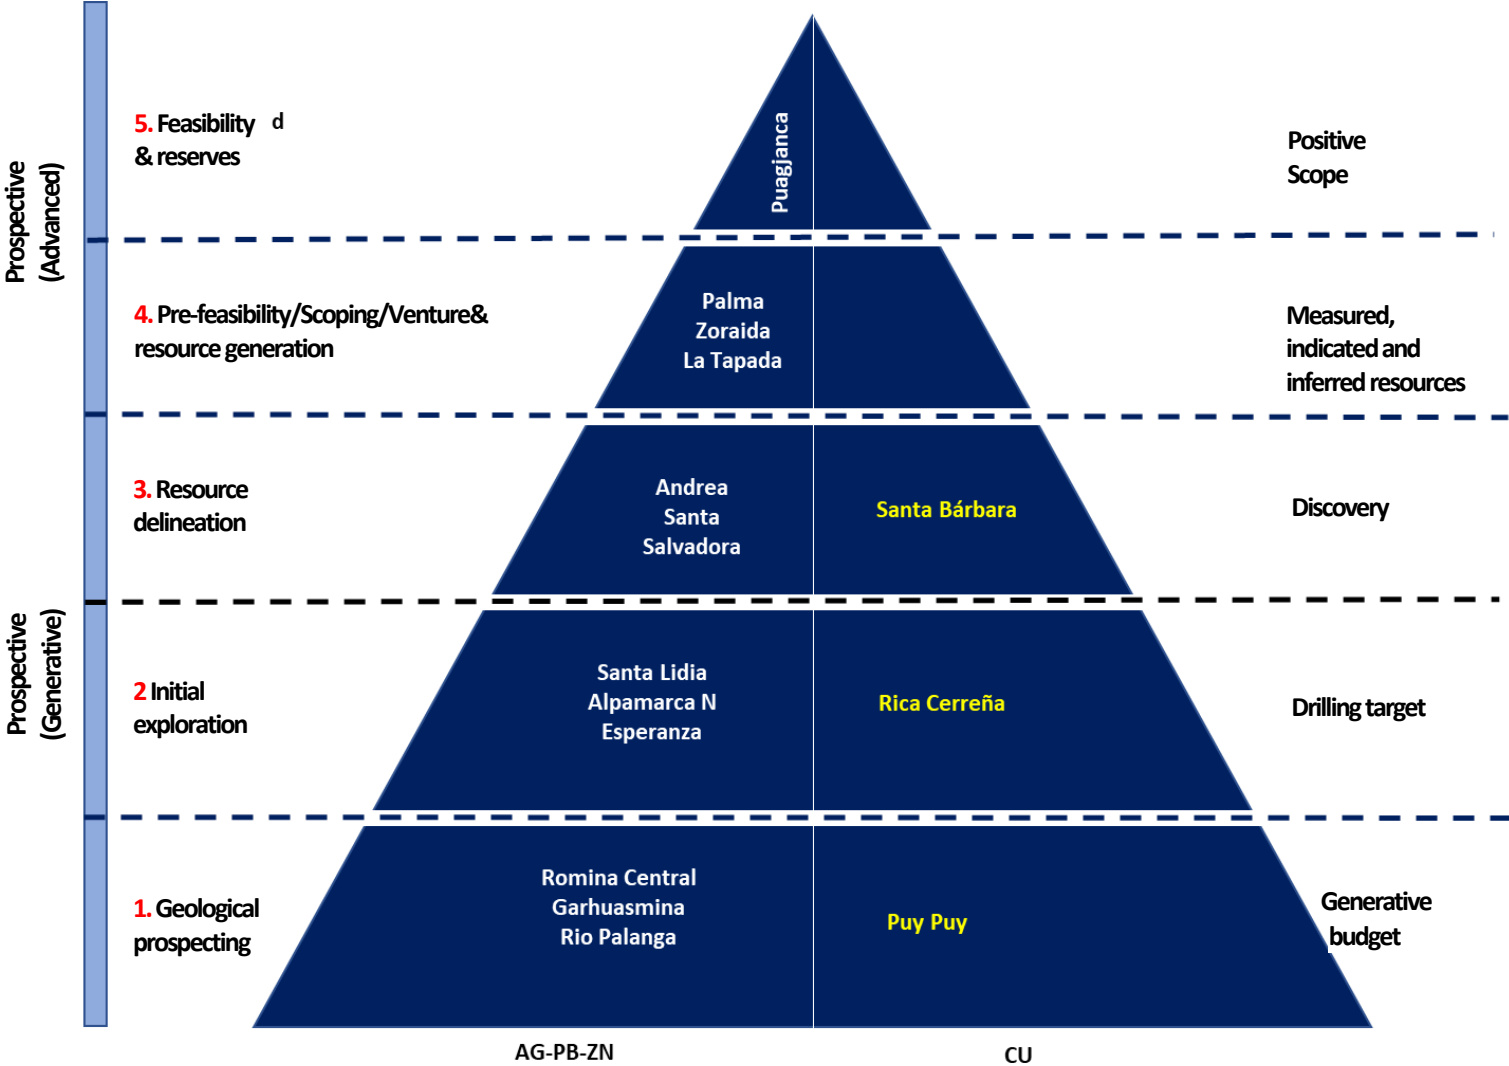 Prospective
(Advanced)
5. Feasibility d
& reserves
Puagjanca
Positive
Scope
4. Pre-feasibility/Scoping/Venture&
resource generation
Palma
Zoraida
La Tapada
Measured,
indicated and
inferred resources
3. Resource
delineation
Andrea
Santa
Salvadora
Santa Bárbara
Discovery
Prospective
(Generative)
2 Initial
exploration
Santa Lidia
Alpamarca N
Esperanza
Rica Cerreña
Drilling target
1. Geological
prospecting
Romina Central
Garhuasmina
Rio Palanga
Puy Puy
Generative
budget
AG-PB-ZN
CU